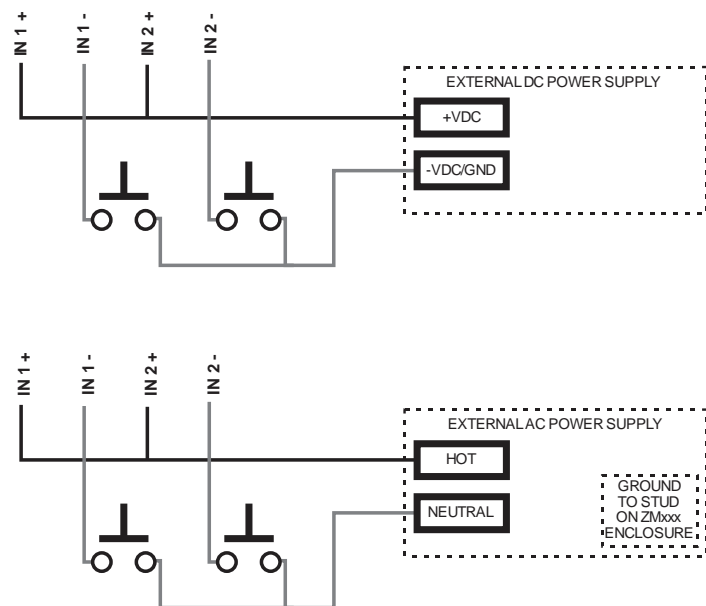 IN 1 +
IN 1 -
IN 2 +
IN 2 -
EXTERNAL DC POWER SUPPLY
+VDC
-VDC/GND
IN 1 +
IN 1 -
IN 2 +
IN 2 -
EXTERNAL AC POWER SUPPLY
HOT
NEUTRAL
GROUND
TO STUD
ON ZMxxx
ENCLOSURE